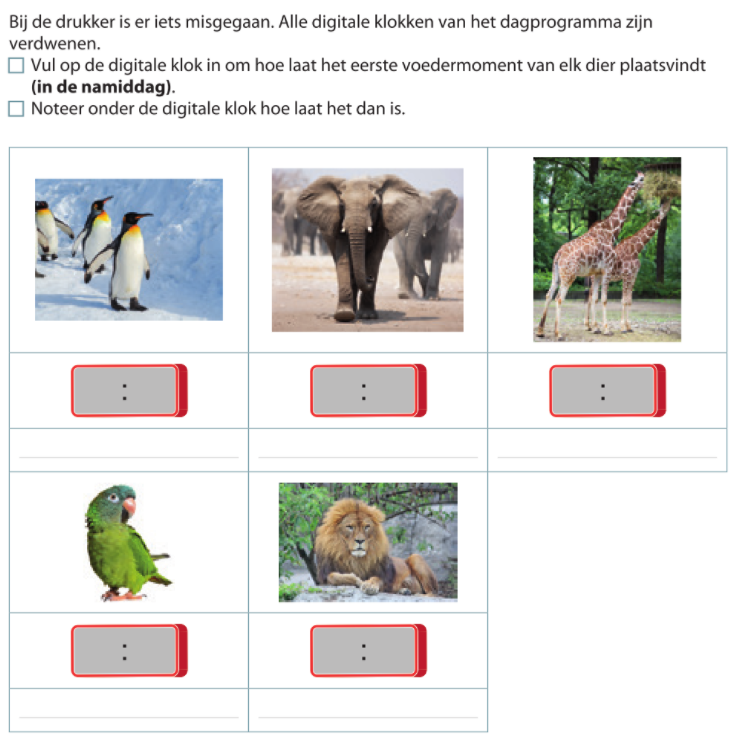 Bij de drukker is er iets misgegaan. Alle digitale klokken van het dagprogramma zijn
verdwenen.
Vul op de digitale klok in om hoe laat het eerste voedermoment van elk dier plaatsvindt
(in de namiddag).
Noteer onder de digitale klok hoe laat het dan is.
:
:
:
:
: